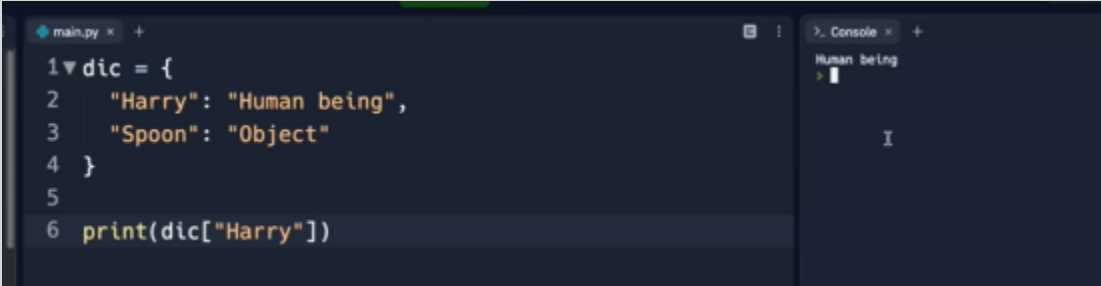 main.py × +
1 dic = {
2 "Harry": "Human being",
3 "Spoon": "Object"
4 }
5
6 print(dic["Harry"])
>_ Console × +
Human being
>